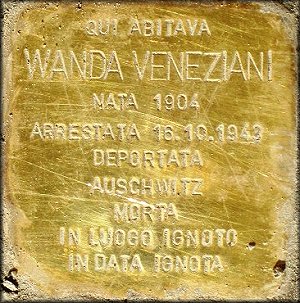 QUI ABITAVA
WANDA VENEZIANI
NATA 1904
ARRESTATA 16.10.1943
DEPORTATA
AUSCHWITZ
MORTA
IN LUOGO IGNOTO
IN DATA IGNOTA